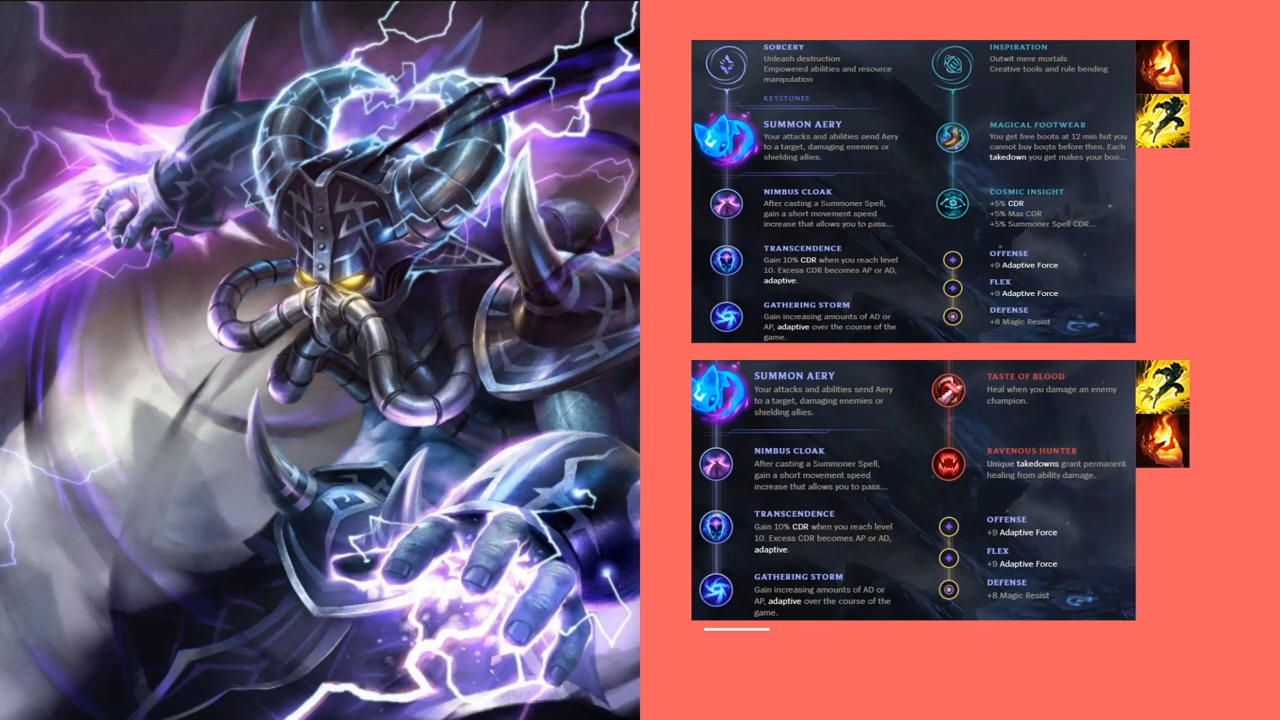 SORCERY
Unleash destruction
Empowered abilities and resource
manipulation
KEYSTONES
SUMMON AERY
Your attacks and abilities send Aery
to a target, damaging enemies or
shielding allies.
NIMBUS CLOAK
After casting a Summoner Spell,
gain a short movement speed
increase that allows you to pass...
TRANSCENDENCE
Gain 10% CDR when you reach level
10. Excess CDR becomes AP or AD,
adaptive.
GATHERING STORM
Gain increasing amounts of AD or
AP, adaptive over the course of the
game.
INSPIRATION
Outwit mere mortals
Creative tools and rule bending
MAGICAL FOOTWEAR
You get free boots at 12 min but you
cannot buy boots before then. Each
takedown you get makes your boo...
COSMIC INSIGHT
+5% CDR
+5% Max CDR
+5% Summoner Spell CDR...
OFFENSE
+9 Adaptive Force
FLEX
+9 Adaptive Force
DEFENSE
+8 Magic Resist
SUMMON AERY
Your attacks and abilities send Aery
to a target, damaging enemies or
shielding allies.
NIMBUS CLOAK
After casting a Summoner Spell,
gain a short movement speed
increase that allows you to pass...
TRANSCENDENCE
Gain 10% CDR when you reach level
10. Excess CDR becomes AP or AD,
adaptive.
GATHERING STORM
Gain increasing amounts of AD or
AP, adaptive over the course of the
game.
TASTE OF BLOOD
Heal when you damage an enemy
champion.
RAVENOUS HUNTER
Unique takedowns grant permanent
healing from ability damage.
OFFENSE
+9 Adaptive Force
FLEX
+9 Adaptive Force
DEFENSE
+8 Magic Resist